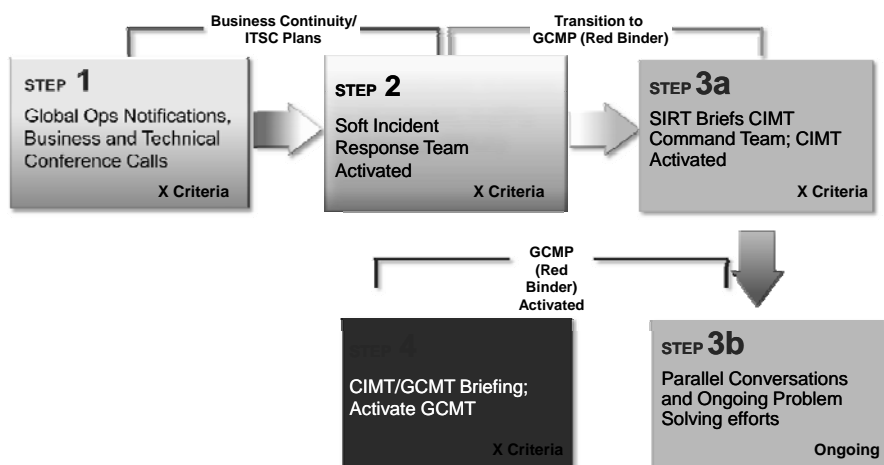 Business Continuity/
ITSC Plans
Transition to
GCMP (Red Binder)
STEP 1
Global Ops Notifications,
Business and Technical
Conference Calls
X Criteria
STEP 2
Soft Incident
Response Team
Activated
X Criteria
STEP 3a
SIRT Briefs CIMT
Command Team; CIMT
Activated
X Criteria
GCMP
(Red
Binder)
Activated
STEP 4
CIMT/GCMT Briefing;
Activate GCMT
X Criteria
STEP 3b
Parallel Conversations
and Ongoing Problem
Solving efforts
Ongoing